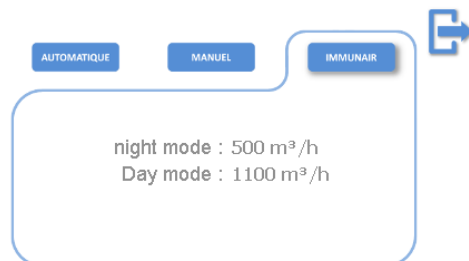 AUTOMATIQUE MANUEL IMMUNAIR
night mode : 500 m³/h
Day mode : 1100 m³/h